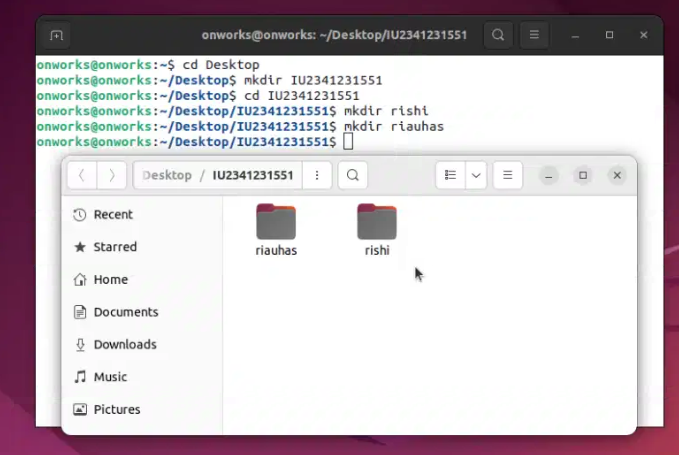 onworks@onworks: ~/Desktop/IU2341231551
onworks@onworks:~$ cd Desktop
onworks@onworks:~/Desktop$ mkdir IU2341231551
onworks@onworks:~/Desktop$ cd IU2341231551
onworks@onworks:~/Desktop/IU2341231551$ mkdir rishi
onworks@onworks:~/Desktop/IU2341231551$ mkdir riauhas
onworks@onworks:~/Desktop/IU2341231551$
Desktop / IU2341231551
Recent
Starred
Home
Documents
Downloads
Music
Pictures
riauhas
rishi